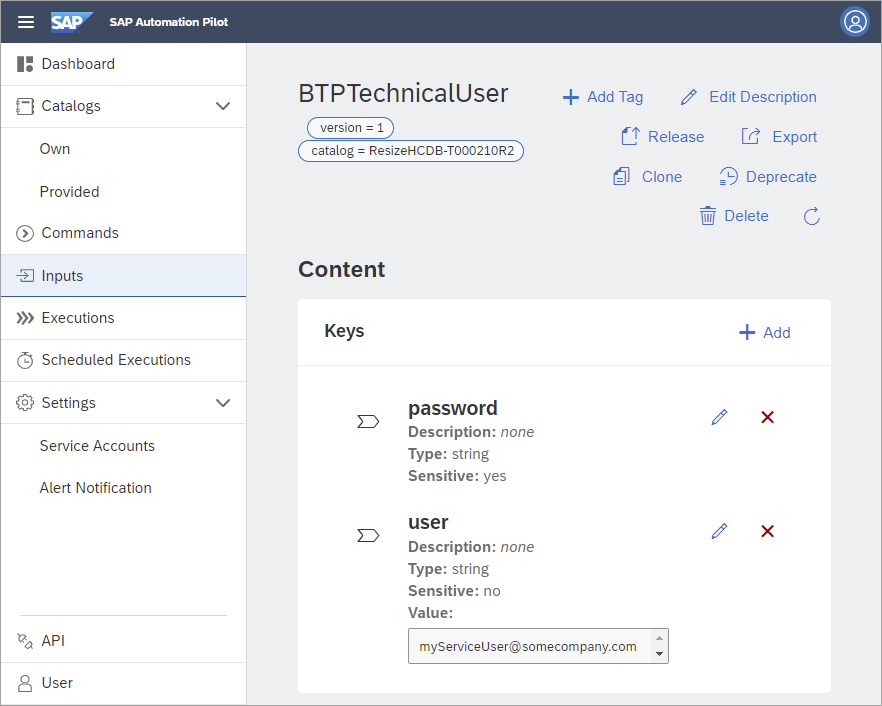 SAP SAP Automation Pilot
Dashboard
Catalogs
Own
Provided
Commands
Inputs
Executions
Scheduled Executions
Settings
Service Accounts
Alert Notification
API
User
BTPTechnicalUser
version = 1
catalog = ResizeHCDB-T000210R2
Add Tag Edit Description
Release Export
Clone Deprecate
Delete
Content
Keys Add
password
Description: none
Type: string
Sensitive: yes
user
Description: none
Type: string
Sensitive: no
Value:
myServiceUser@somecompany.com